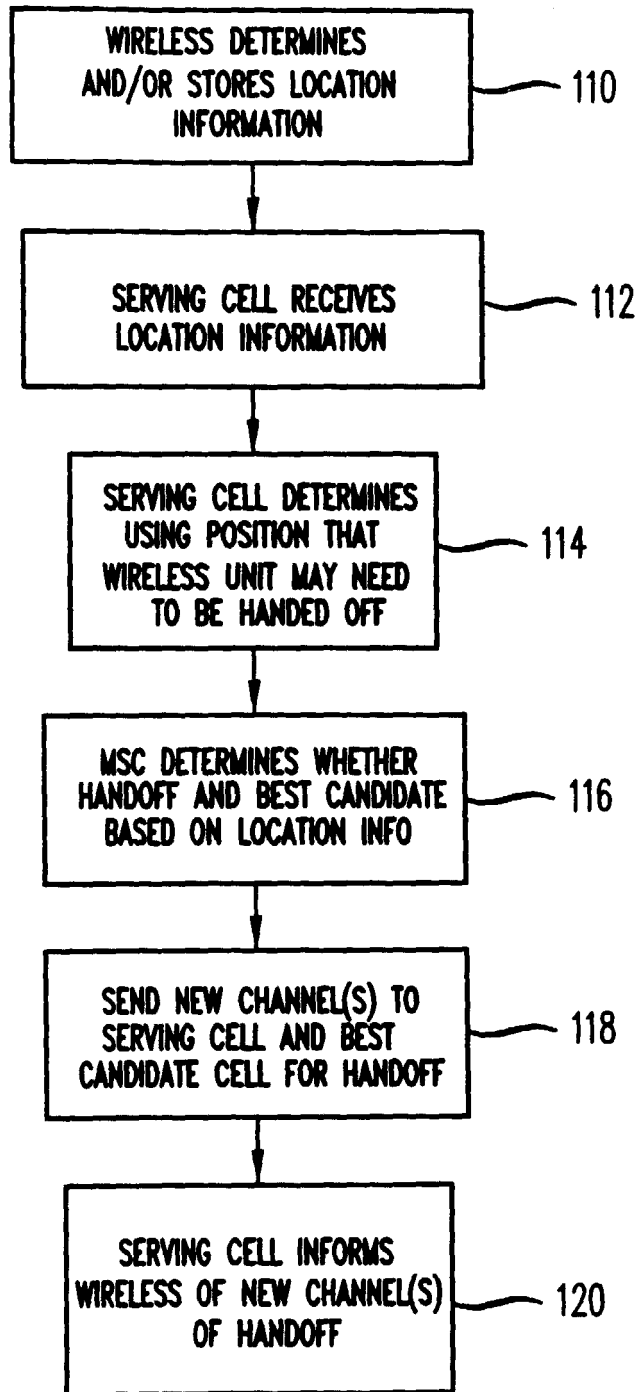 WIRELESS DETERMINES
AND/OR STORES LOCATION
INFORMATION
110
SERVING CELL RECEIVES
LOCATION INFORMATION
112
SERVING CELL DETERMINES
USING POSITION THAT
WIRELESS UNIT MAY NEED
TO BE HANDED OFF
114
MSC DETERMINES WHETHER
HANDOFF AND BEST CANDIDATE
BASED ON LOCATION INFO
116
SEND NEW CHANNEL(S) TO
SERVING CELL AND BEST
CANDIDATE CELL FOR HANDOFF
118
SERVING CELL INFORMS
WIRELESS OF NEW CHANNEL(S)
OF HANDOFF
120